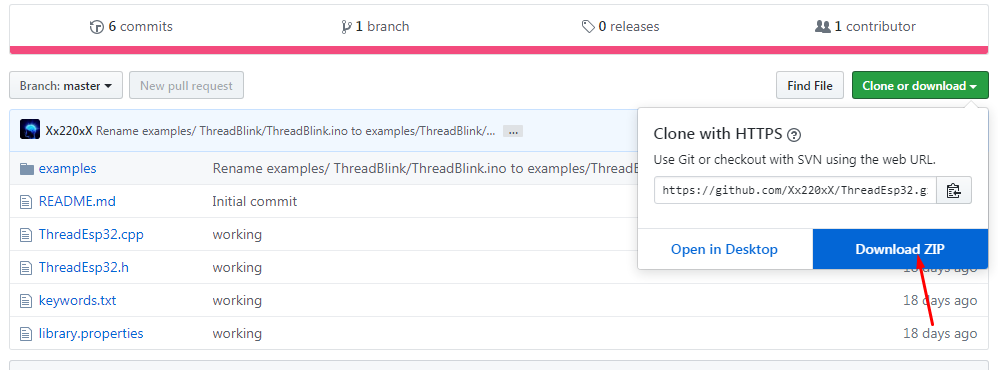 6 commits
1 branch
0 releases
1 contributor
Branch: master
New pull request
Find File
Clone or download
Xx220xX Rename examples/ ThreadBlink/ThreadBlink.ino to examples/ThreadBlink/... ...
Clone with HTTPS ?
Use Git or checkout with SVN using the web URL.
https://github.com/Xx220xX/ThreadEsp32.g
Open in Desktop
Download ZIP
examples Rename examples/ ThreadBlink/ThreadBlink.ino to examples/ThreadB
README.md Initial commit
ThreadEsp32.cpp working
ThreadEsp32.h working 18 days ago
keywords.txt working 18 days ago
library.properties working 18 days ago